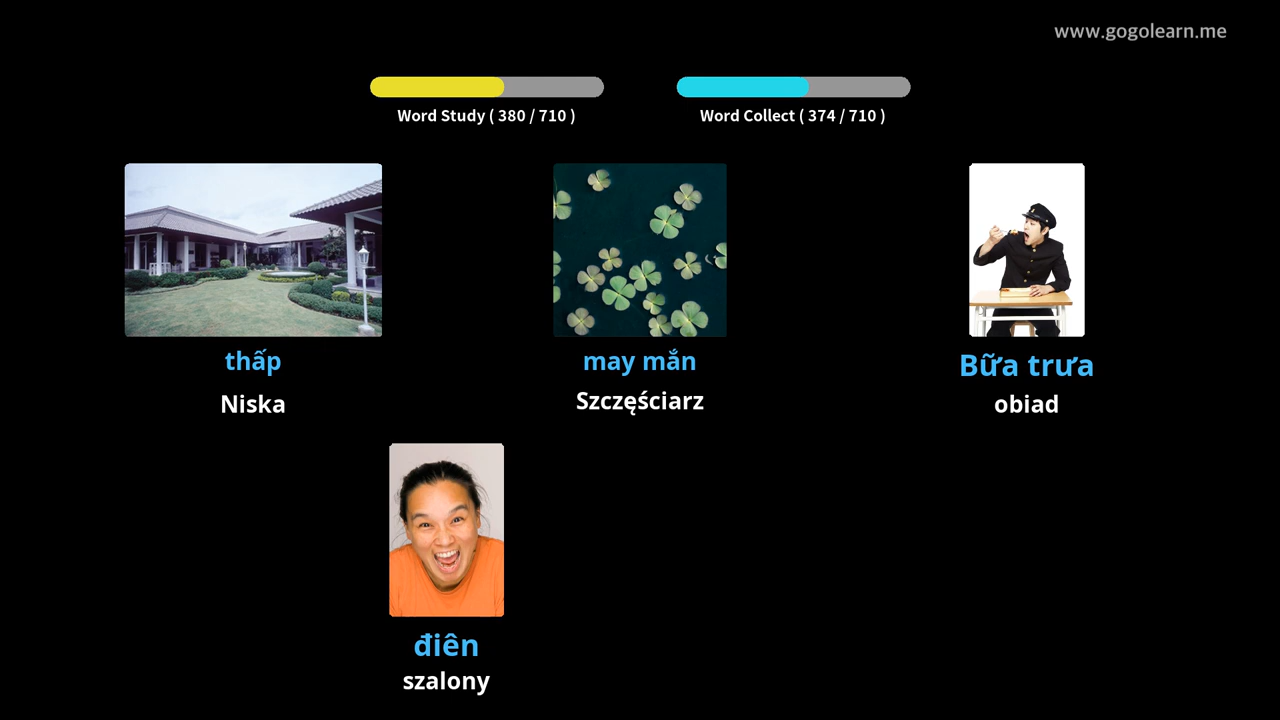 www.gogolearn.me
Word Study ( 380 / 710 )
Word Collect ( 374 / 710 )
thấp
Niska
may mắn
Szczęściarz
Bữa trưa
obiad
điên
szalony